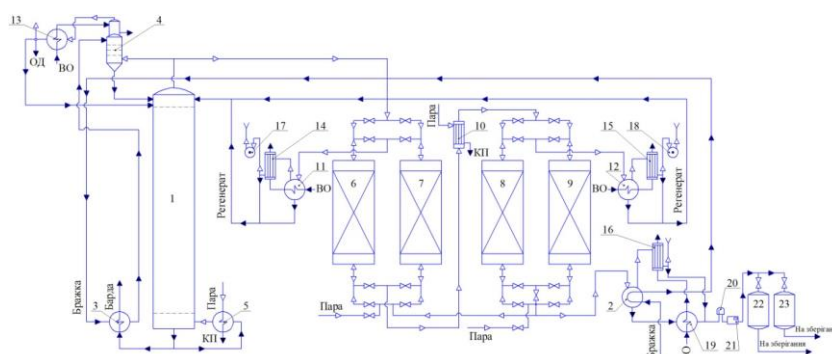 13
4
ОД
ВО
17
14
11
ВО
Регенерат
6
7
Пара
10
КП
8
9
15
18
12
ВО
Регенерат
1
16
Бражка
3
Барда
Пара
5
КП
Пара
Пара
2
Бражка
19
20
21
22
23
На зберігання